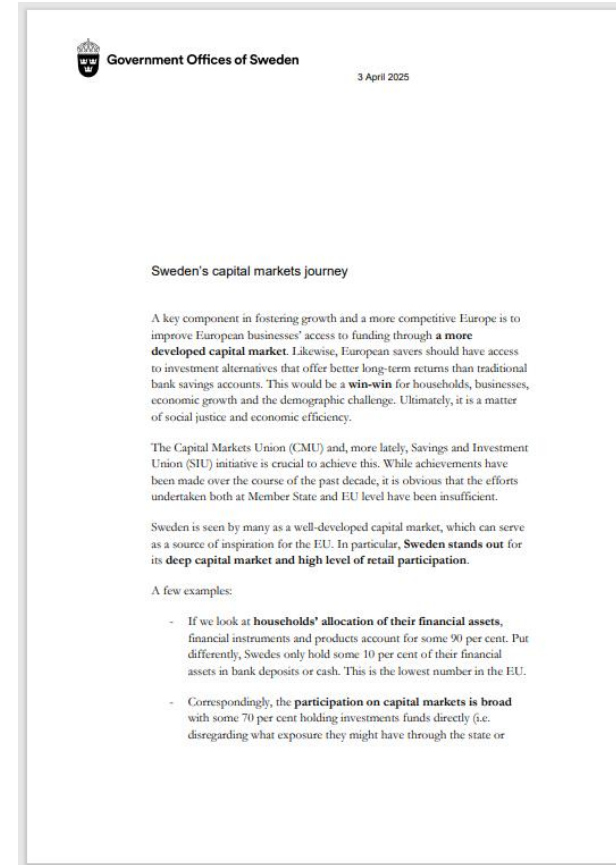 Government Offices of Sweden
3 April 2025
Sweden's capital markets journey
A key component in fostering growth and a more competitive Europe is to
improve European businesses' access to funding through a more
developed capital market. Likewise, European savers should have access
to investment alternatives that offer better long-term returns than traditional
bank savings accounts. This would be a win-win for households, businesses,
economic growth and the demographic challenge. Ultimately, it is a matter
of social justice and economic efficiency.
The Capital Markets Union (CMU) and, more lately, Savings and Investment
Union (SIU) initiative is crucial to achieve this. While achievements have
been made over the course of the past decade, it is obvious that the efforts
undertaken both at Member State and EU level have been insufficient.
Sweden is seen by many as a well-developed capital market, which can serve
as a source of inspiration for the EU. In particular, Sweden stands out for
its deep capital market and high level of retail participation.
A few examples:
- If we look at households' allocation of their financial assets,
financial instruments and products account for some 90 per cent. Put
differently, Swedes only hold some 10 per cent of their financial
assets in bank deposits or cash. This is the lowest number in the EU.
- Correspondingly, the participation on capital markets is broad
with some 70 per cent holding investments funds directly (i.e.
disregarding what exposure they might have through the state or